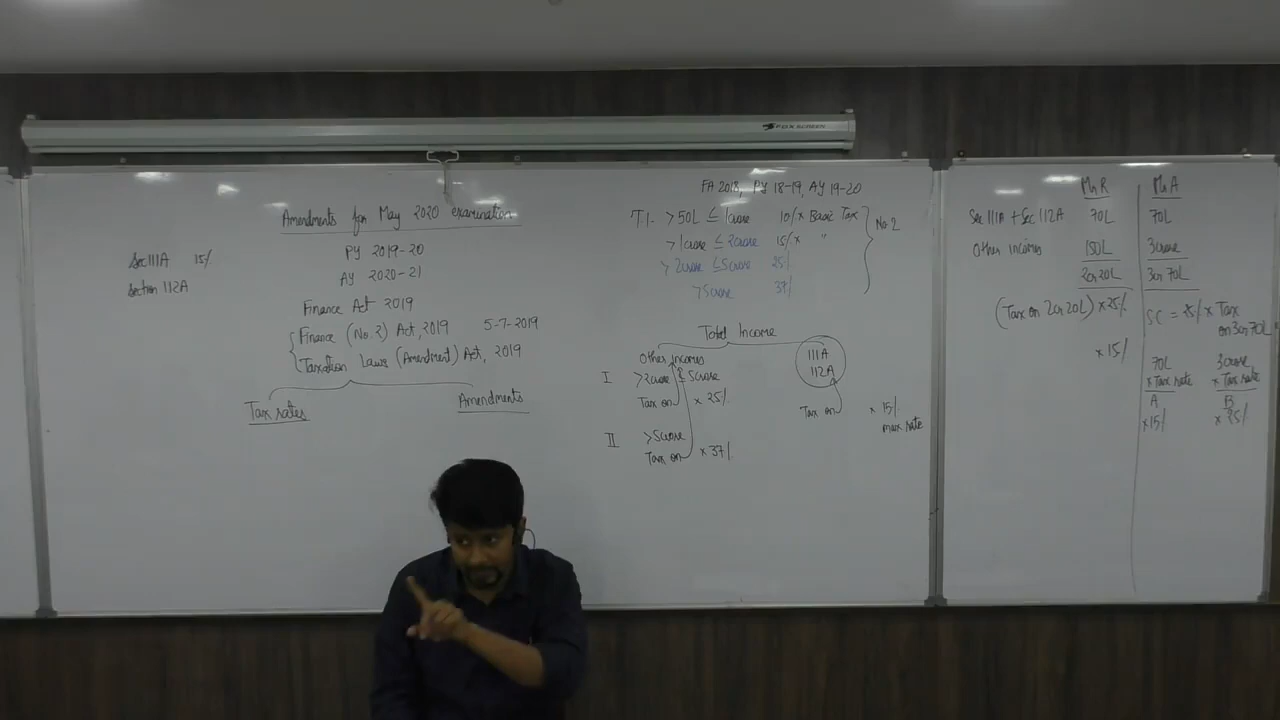 FOX SCREEN
Amendments for May 2020 examination
PY 2019-20
AY 2020-21
Finance Act 2019
Finance (No.2) Act, 2019 5-7-2019
Taxation Laws (Amendment) Act, 2019
Tax rates
Amendments
Sec 111A 15%
Section 112A
FA 2018, PY 18-19, AY 19-20
T.I. > 50L ≤ 1crore 10% x Basic Tax
> 1crore ≤ 2crore 15% x "
> 2crore ≤ 5crore 25%
> 5crore 37%
No.2
Total Income
Other incomes
111A
112A
I > 2crore ≤ 5crore
Tax on x 25%
Tax on x 15%
max rate
II > 5crore
Tax on x 37%
Mr R
Mr A
Sec 111A + Sec 112A 70L 70L
Other incomes 150L 3crore
2cr 20L 3cr 70L
(Tax on 2cr 20L) x 25%
x 15%
SC = 25% x Tax
on 3cr 70L
70L 3crore
x Tax rate x Tax rate
A B
x 15% x 25%